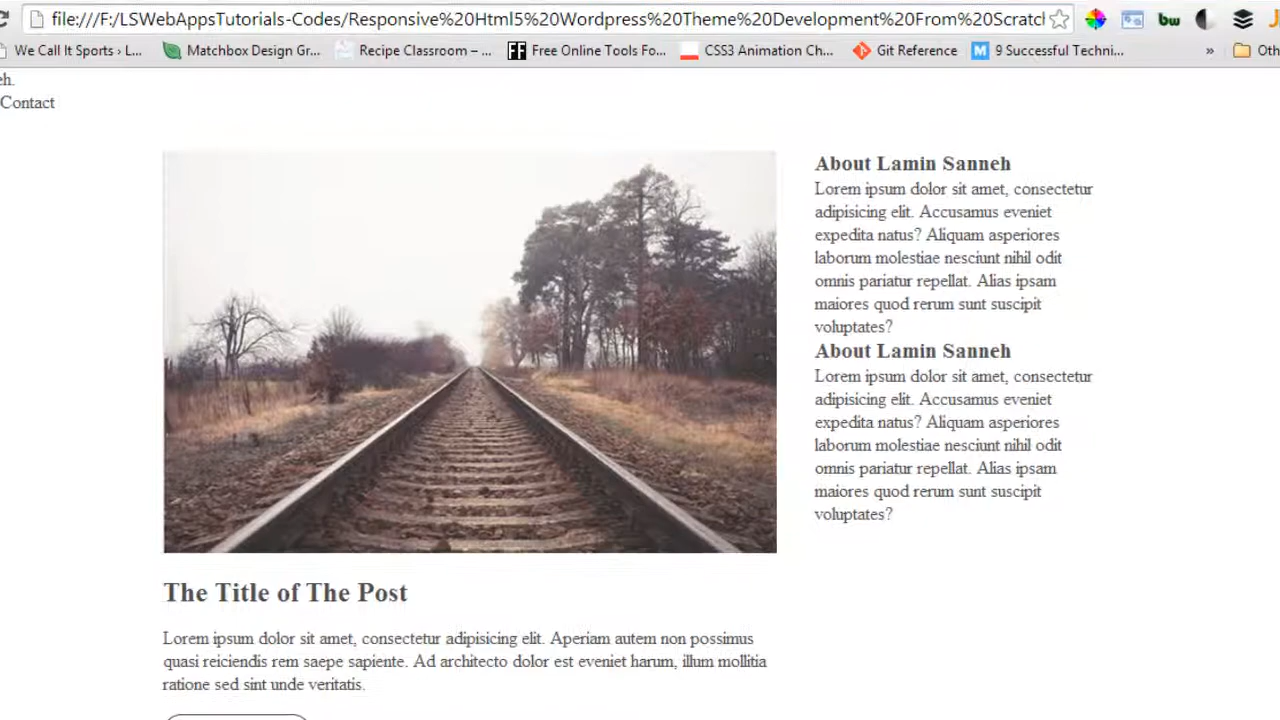 file:///F:/LSWebAppsTutorials-Codes/Responsive%20Html5%20Wordpress%20Theme%20Development%20From%20Scratch
bw
We Call It Sports › L...
Matchbox Design Gr...
Recipe Classroom – ...
FF
Free Online Tools Fo...
CSS3 Animation Ch...
Git Reference
M
9 Successful Techni...
»
Oth
eh.
Contact
About Lamin Sanneh
Lorem ipsum dolor sit amet, consectetur
adipisicing elit. Accusamus eveniet
expedita natus? Aliquam asperiores
laborum molestiae nesciunt nihil odit
omnis pariatur repellat. Alias ipsam
maiores quod rerum sunt suscipit
voluptates?
About Lamin Sanneh
Lorem ipsum dolor sit amet, consectetur
adipisicing elit. Accusamus eveniet
expedita natus? Aliquam asperiores
laborum molestiae nesciunt nihil odit
omnis pariatur repellat. Alias ipsam
maiores quod rerum sunt suscipit
voluptates?
The Title of The Post
Lorem ipsum dolor sit amet, consectetur adipisicing elit. Aperiam autem non possimus
quasi reiciendis rem saepe sapiente. Ad architecto dolor est eveniet harum, illum mollitia
ratione sed sint unde veritatis.